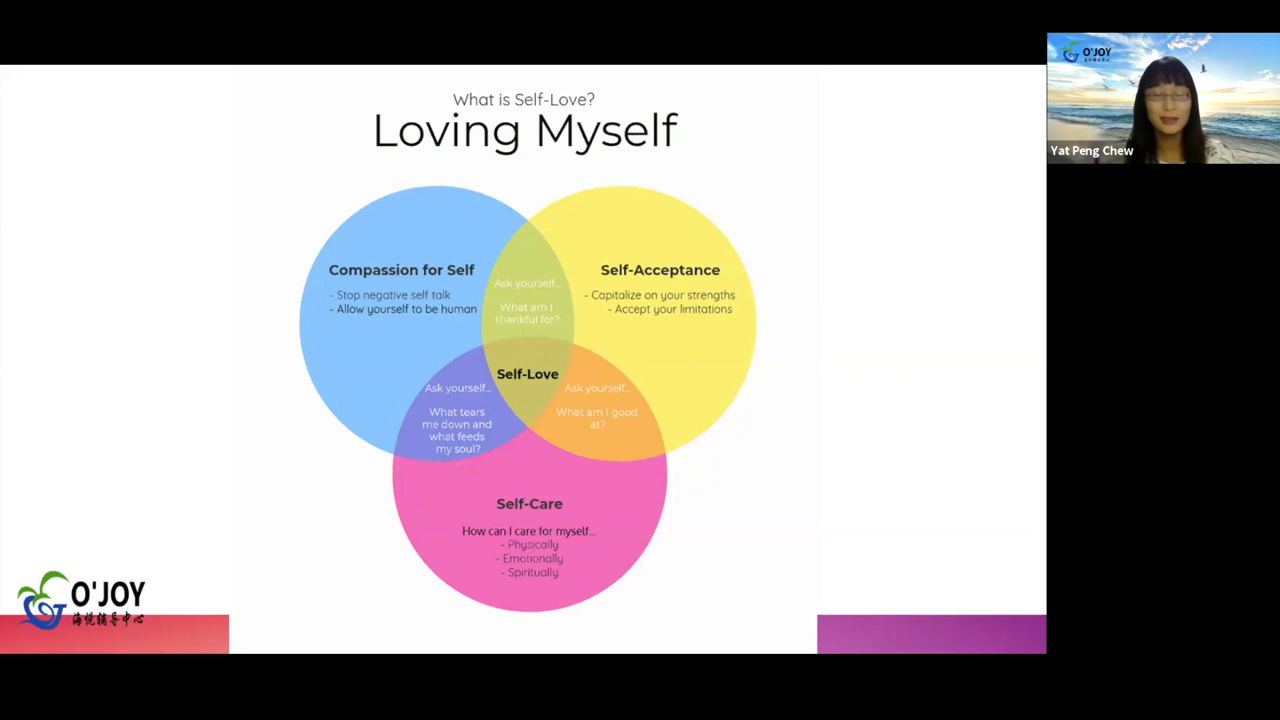 What is Self-Love?
Loving Myself
Compassion for Self
- Stop negative self talk
- Allow yourself to be human
Ask yourself...
What am I
thankful for?
Self-Acceptance
- Capitalize on your strengths
- Accept your limitations
Self-Love
Ask yourself...
What tears
me down and
what feeds
my soul?
Ask yourself...
What am I good
at?
Self-Care
How can I care for myself...
- Physically
- Emotionally
- Spiritually
O'JOY
海悦辅导中心
O'JOY
Yat Peng Chew